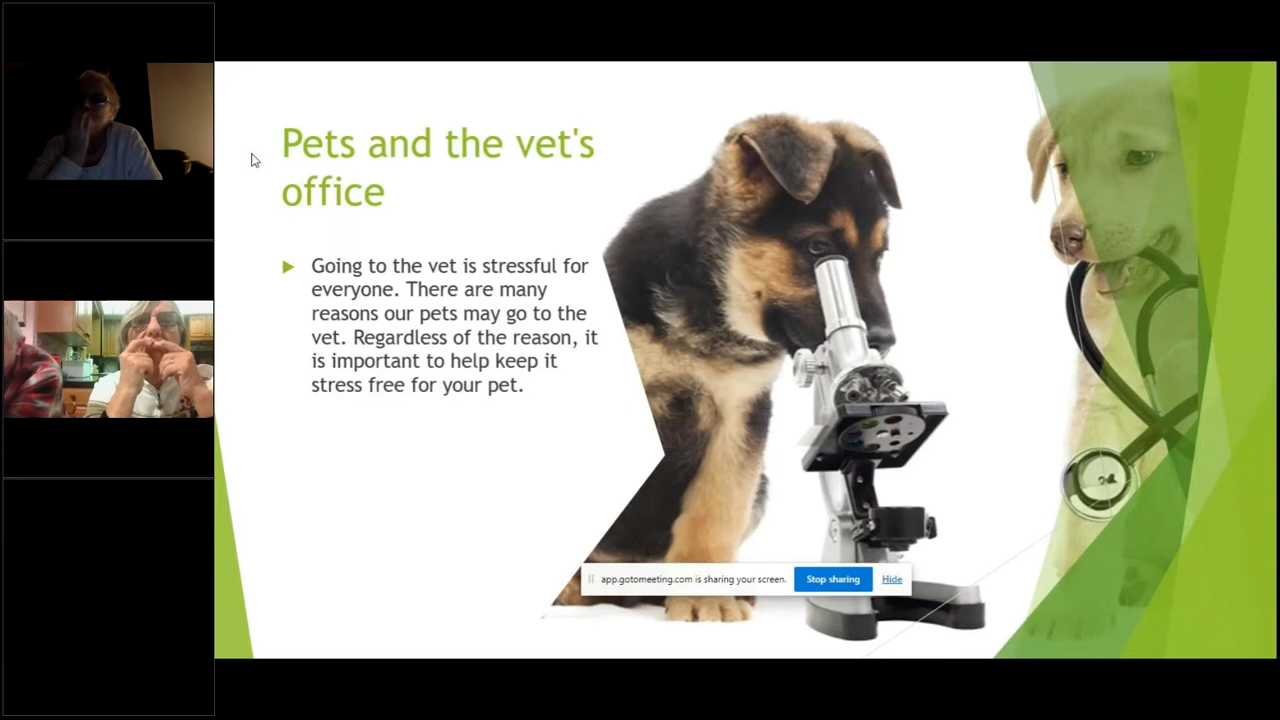 Pets and the vet's
office
Going to the vet is stressful for
everyone. There are many
reasons our pets may go to the
vet. Regardless of the reason, it
is important to help keep it
stress free for your pet.
app.gotomeeting.com is sharing your screen.
Stop sharing
Hide